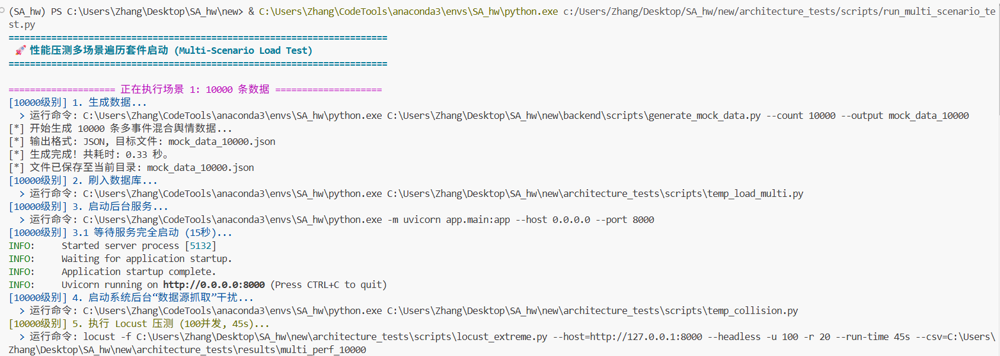 (SA_hw) PS C:\Users\Zhang\Desktop\SA_hw\new> & C:\Users\Zhang\CodeTools\anaconda3\envs\SA_hw\python.exe c:/Users/Zhang/Desktop/SA_hw/new/architecture_tests/scripts/run_multi_scenario_te
st.py
=======================================================================
🚀 性能压测多场景遍历套件启动 (Multi-Scenario Load Test)
=======================================================================
==================== 正在执行场景 1: 10000 条数据 ====================
[10000级别] 1. 生成数据...
> 运行命令: C:\Users\Zhang\CodeTools\anaconda3\envs\SA_hw\python.exe C:\Users\Zhang\Desktop\SA_hw\new\backend\scripts\generate_mock_data.py --count 10000 --output mock_data_10000
[*] 开始生成 10000 条多事件混合舆情数据...
[*] 输出格式: JSON, 目标文件: mock_data_10000.json
[*] 生成完成! 共耗时: 0.33 秒。
[*] 文件已保存至当前目录: mock_data_10000.json
[10000级别] 2. 刷入数据库...
> 运行命令: C:\Users\Zhang\CodeTools\anaconda3\envs\SA_hw\python.exe C:\Users\Zhang\Desktop\SA_hw\new\architecture_tests\scripts\temp_load_multi.py
[10000级别] 3. 启动后台服务...
> 运行命令: C:\Users\Zhang\CodeTools\anaconda3\envs\SA_hw\python.exe -m uvicorn app.main:app --host 0.0.0.0 --port 8000
[10000级别] 3.1 等待服务完全启动 (15秒)...
INFO:     Started server process [5132]
INFO:     Waiting for application startup.
INFO:     Application startup complete.
INFO:     Uvicorn running on http://0.0.0.0:8000 (Press CTRL+C to quit)
[10000级别] 4. 启动系统后台“数据源抓取”干扰...
> 运行命令: C:\Users\Zhang\CodeTools\anaconda3\envs\SA_hw\python.exe C:\Users\Zhang\Desktop\SA_hw\new\architecture_tests\scripts\temp_collision.py
[10000级别] 5. 执行 Locust 压测 (100并发, 45s)...
> 运行命令: locust -f C:\Users\Zhang\Desktop\SA_hw\new\architecture_tests\scripts\locust_extreme.py --host=http://127.0.0.1:8000 --headless -u 100 -r 20 --run-time 45s --csv=C:\Users\
Zhang\Desktop\SA_hw\new\architecture_tests\results\multi_perf_10000